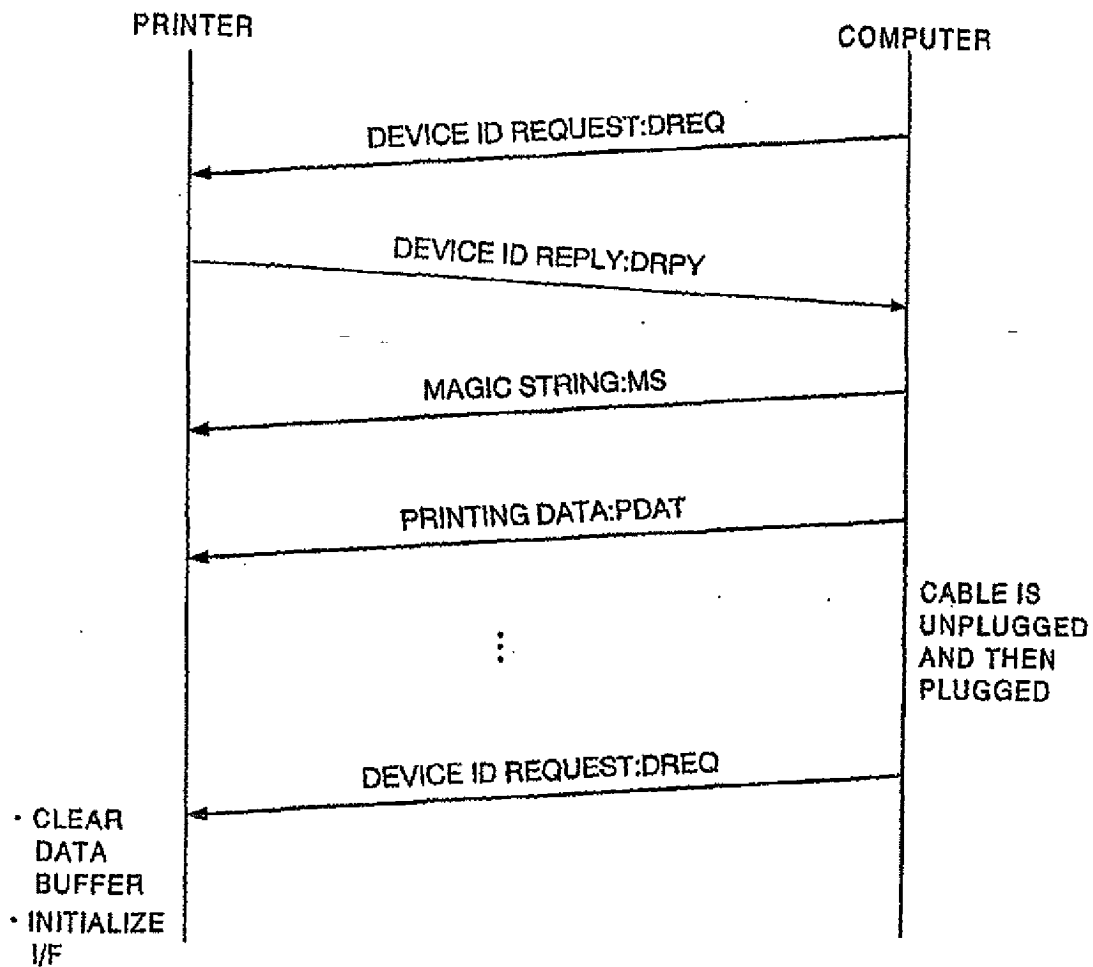 PRINTER
COMPUTER
DEVICE ID REQUEST:DREQ
DEVICE ID REPLY:DRPY
MAGIC STRING:MS
PRINTING DATA:PDAT
CABLE IS
UNPLUGGED
AND THEN
PLUGGED
DEVICE ID REQUEST:DREQ
・CLEAR
DATA
BUFFER
・INITIALIZE
I/F